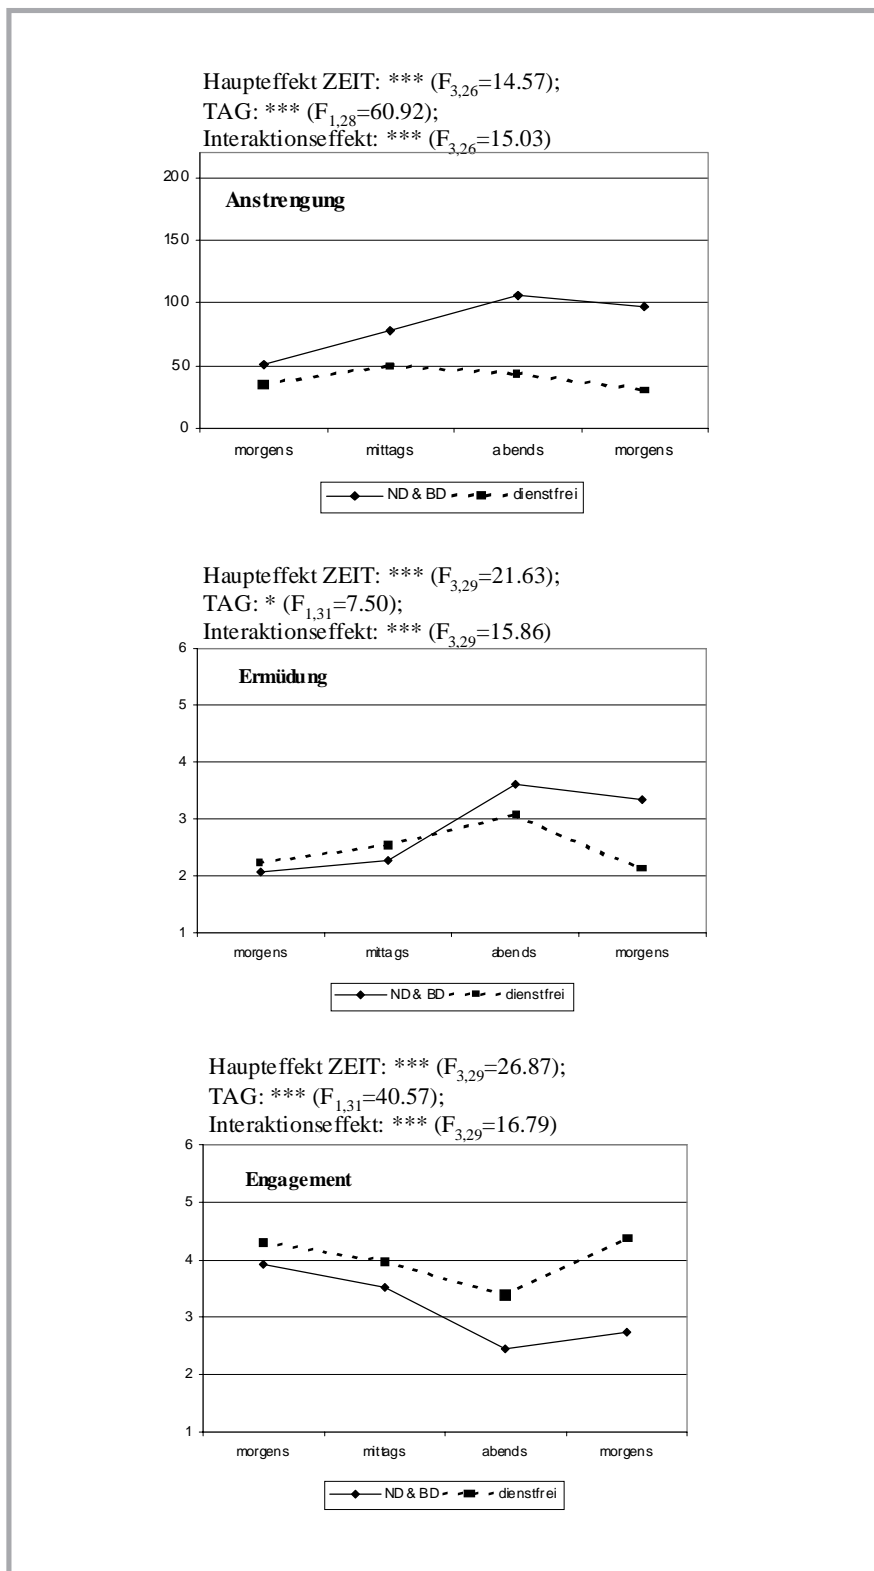 Haupteffekt ZEIT: *** (F3,26=14.57);
TAG: *** (F1,28=60.92);
Interaktionseffekt: *** (F3,26=15.03)
200
Anstrengung
150
100
50
0
morgens mittags abends morgens
ND & BD dienstfrei
Haupteffekt ZEIT: *** (F3,29=21.63);
TAG: * (F1,31=7.50);
Interaktionseffekt: *** (F3,29=15.86)
6
Ermüdung
5
4
3
2
1
morgens mittags abends morgens
ND & BD dienstfrei
Haupteffekt ZEIT: *** (F3,29=26.87);
TAG: *** (F1,31=40.57);
Interaktionseffekt: *** (F3,29=16.79)
6
Engagement
5
4
3
2
1
morgens mittags abends morgens
ND & BD dienstfrei